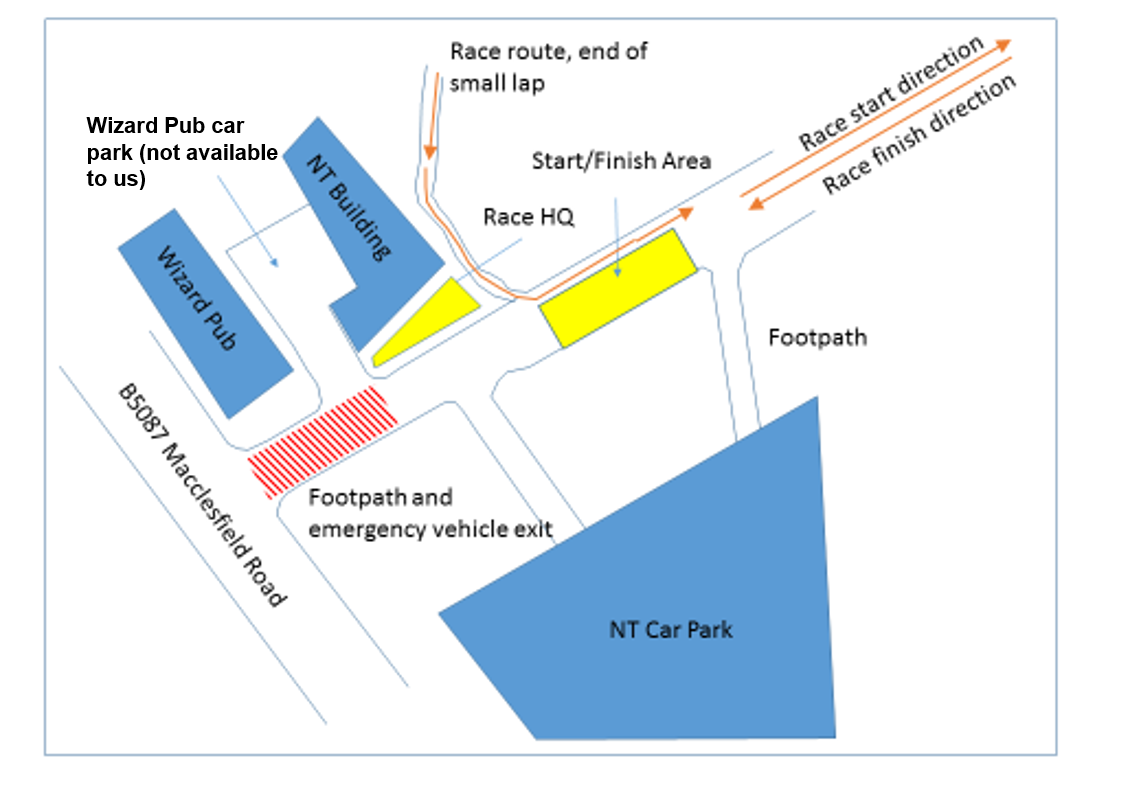 Race route, end of
small lap
Race start direction
Race finish direction
Wizard Pub car
park (not available
to us)
NT Building
Start/Finish Area
Race HQ
Wizard Pub
Footpath
B5087 Macclesfield Road
Footpath and
emergency vehicle exit
NT Car Park